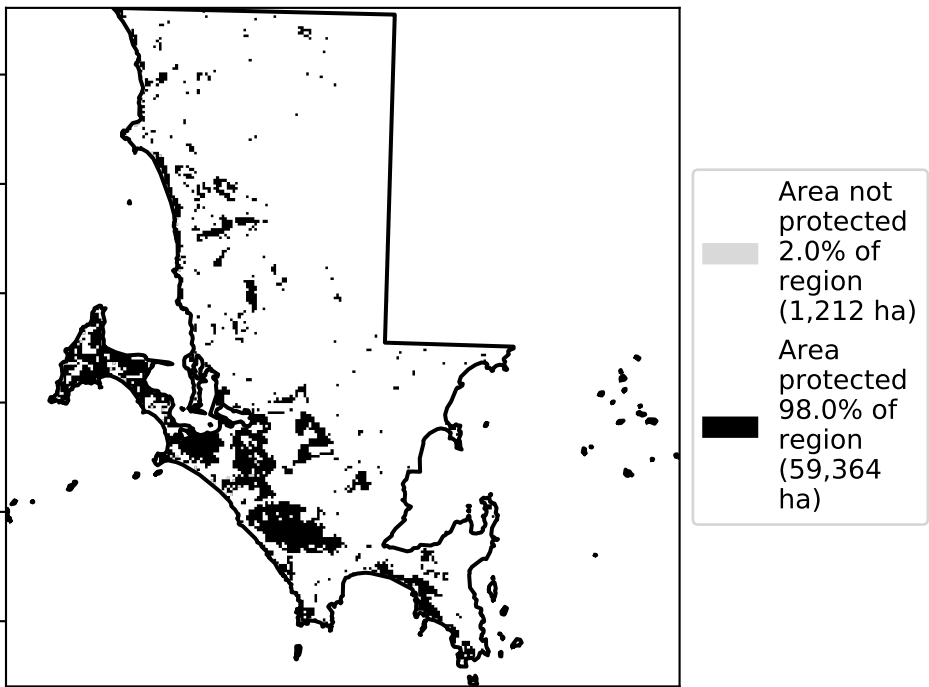 Area not
protected
2.0% of
region
(1,212 ha)
Area
protected
98.0% of
region
(59,364
ha)